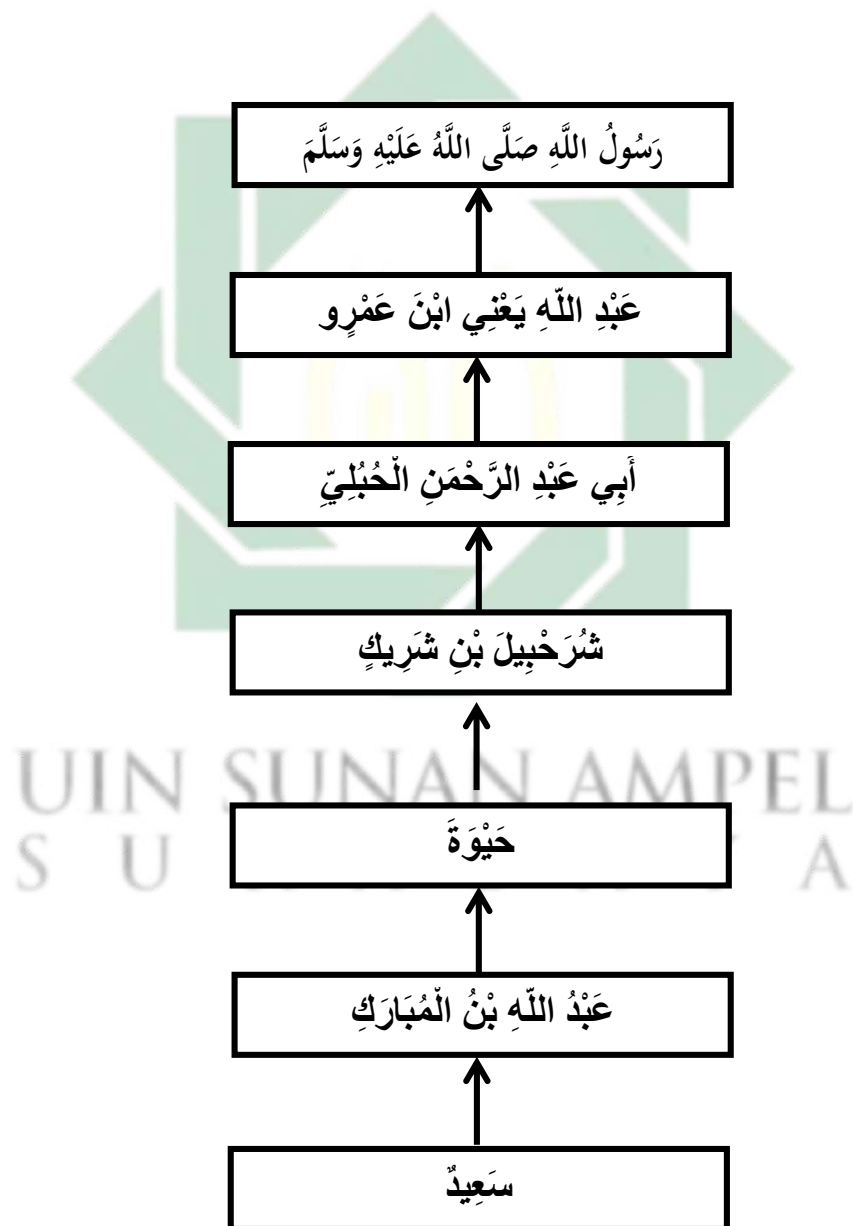 رَسُولُ اللَّهِ صَلَّى اللَّهُ عَلَيْهِ وَسَلَّمَ
عَبْدِ اللّهِ يَعْنِي ابْنَ عَمْرٍو
أَبِي عَبْدِ الرَّحْمَنِ الْحُبُلِيِّ
شُرَحْبِيلَ بْنِ شَرِيكٍ
UIN SUNAN AMPEL
حَيْوَةَ
عَبْدُ اللّهِ بْنُ الْمُبَارَكِ
سَعِيدٌ